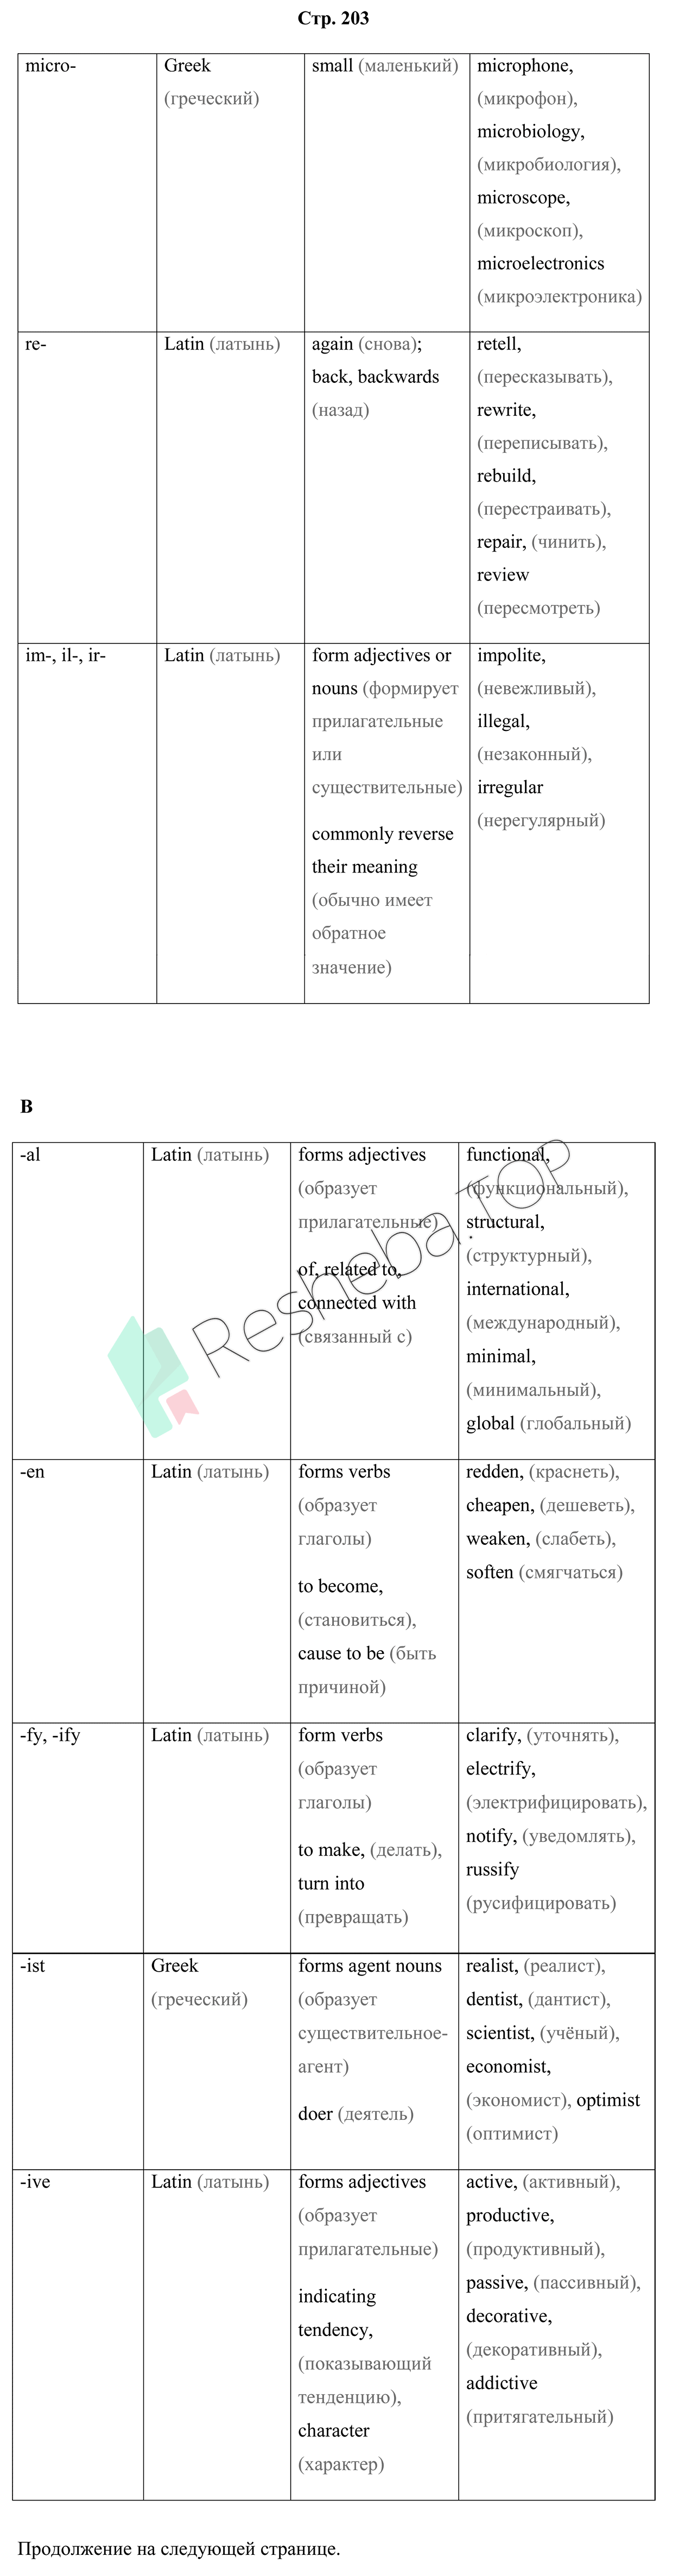 Стр. 203
micro-
Greek
(греческий)
small (маленький)
microphone,
(микрофон),
microbiology,
(микробиология),
microscope,
(микроскоп),
microelectronics
(микроэлектроника)
re-
Latin (латынь)
again (снова);
back, backwards
(назад)
retell,
(пересказывать),
rewrite,
(переписывать),
rebuild,
(перестраивать),
repair, (чинить),
review
(пересмотреть)
im-, il-, ir-
Latin (латынь)
form adjectives or
nouns (формирует
прилагательные
или
существительные)
commonly reverse
their meaning
(обычно имеет
обратное
значение)
impolite,
(невежливый),
illegal,
(незаконный),
irregular
(нерегулярный)
В
-al
Latin (латынь)
forms adjectives
(образует
прилагательные)
of, related to,
connected with
(связанный с)
functional,
(функциональный),
structural,
(структурный),
international,
(международный),
minimal,
(минимальный),
global (глобальный)
Resheba.TOP
-en
Latin (латынь)
forms verbs
(образует
глаголы)
to become,
(становиться),
cause to be (быть
причиной)
redden, (краснеть),
cheapen, (дешеветь),
weaken, (слабеть),
soften (смягчаться)
-fy, -ify
Latin (латынь)
form verbs
(образует
глаголы)
to make, (делать),
turn into
(превращать)
clarify, (уточнять),
electrify,
(электрифицировать),
notify, (уведомлять),
russify
(русифицировать)
-ist
Greek
(греческий)
forms agent nouns
(образует
существительное-
агент)
doer (деятель)
realist, (реалист),
dentist, (дантист),
scientist, (учёный),
economist,
(экономист), optimist
(оптимист)
-ive
Latin (латынь)
forms adjectives
(образует
прилагательные)
indicating
tendency,
(показывающий
тенденцию),
character
(характер)
active, (активный),
productive,
(продуктивный),
passive, (пассивный),
decorative,
(декоративный),
addictive
(притягательный)
Продолжение на следующей странице.